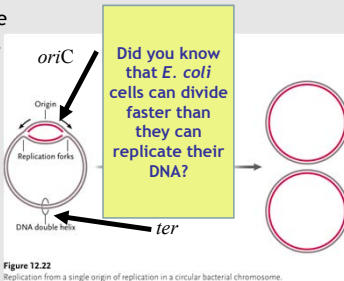 e
oriC
Did you know
that E. coli
cells can divide
faster than
they can
replicate their
DNA?
Origin
Replication forks
DNA double helix
ter
Figure 12.22
Replication from a single origin of replication in a circular bacterial chromosome.